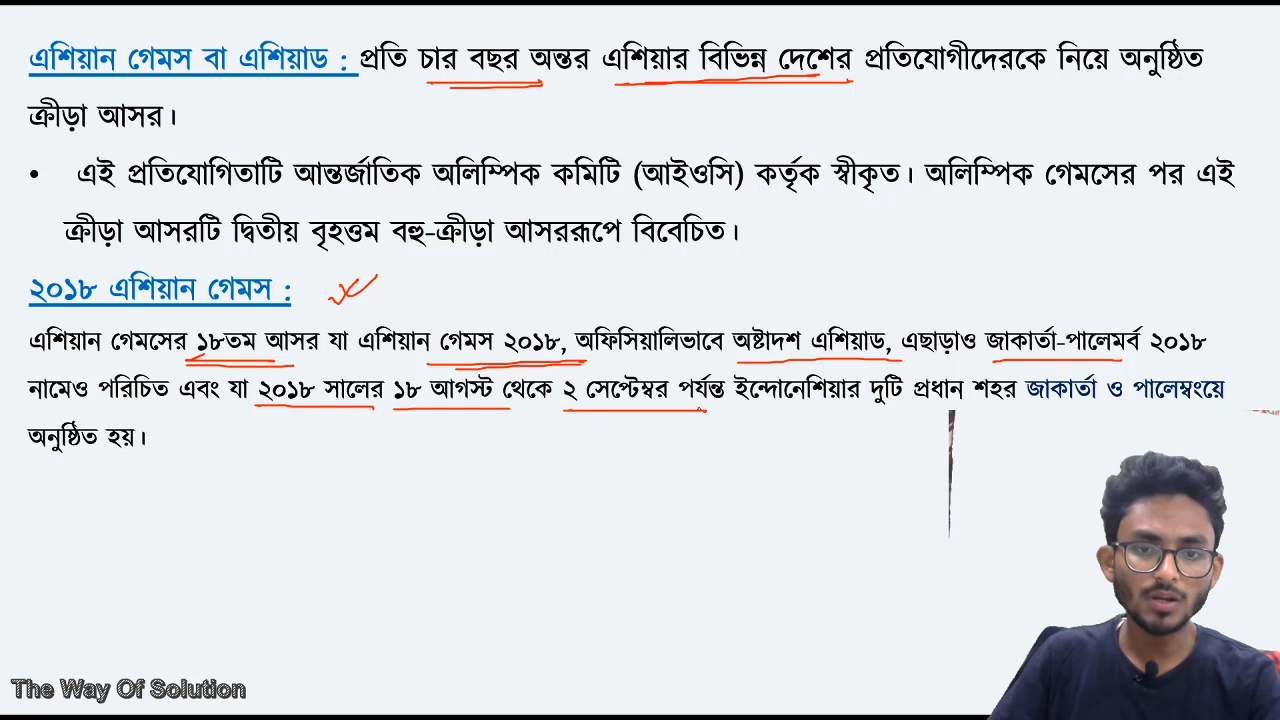 এশিয়ান গেমস বা এশিয়াড : প্রতি চার বছর অন্তর এশিয়ার বিভিন্ন দেশের প্রতিযোগীদেরকে নিয়ে অনুষ্ঠিত
ক্রীড়া আসর।
• এই প্রতিযোগিতাটি আন্তর্জাতিক অলিম্পিক কমিটি (আইওসি) কর্তৃক স্বীকৃত। অলিম্পিক গেমসের পর এই
ক্রীড়া আসরটি দ্বিতীয় বৃহত্তম বহু-ক্রীড়া আসররূপে বিবেচিত।
২০১৮ এশিয়ান গেমস :
এশিয়ান গেমসের ১৮তম আসর যা এশিয়ান গেমস ২০১৮, অফিসিয়ালিভাবে অষ্টাদশ এশিয়াড, এছাড়াও জাকার্তা-পালেমর্ব ২০১৮
নামেও পরিচিত এবং যা ২০১৮ সালের ১৮ আগস্ট থেকে ২ সেপ্টেম্বর পর্যন্ত ইন্দোনেশিয়ার দুটি প্রধান শহর জাকার্তা ও পালেম্বংয়ে
অনুষ্ঠিত হয়।
The Way Of Solution